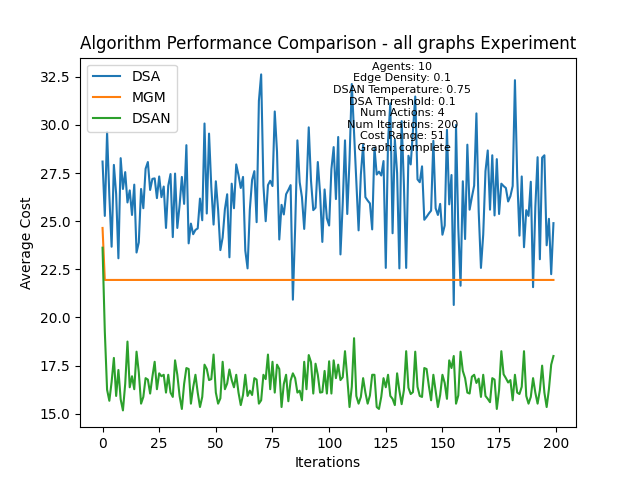 Algorithm Performance Comparison - all graphs Experiment
DSA
MGM
DSAN
Agents: 10
Edge Density: 0.1
DSAN Temperature: 0.75
DSA Threshold: 0.1
Num Actions: 4
Num Iterations: 200
Cost Range: 51
Graph: complete
Average Cost
32.5
30.0
27.5
25.0
22.5
20.0
17.5
15.0
0
25
50
75
100
125
150
175
200
Iterations